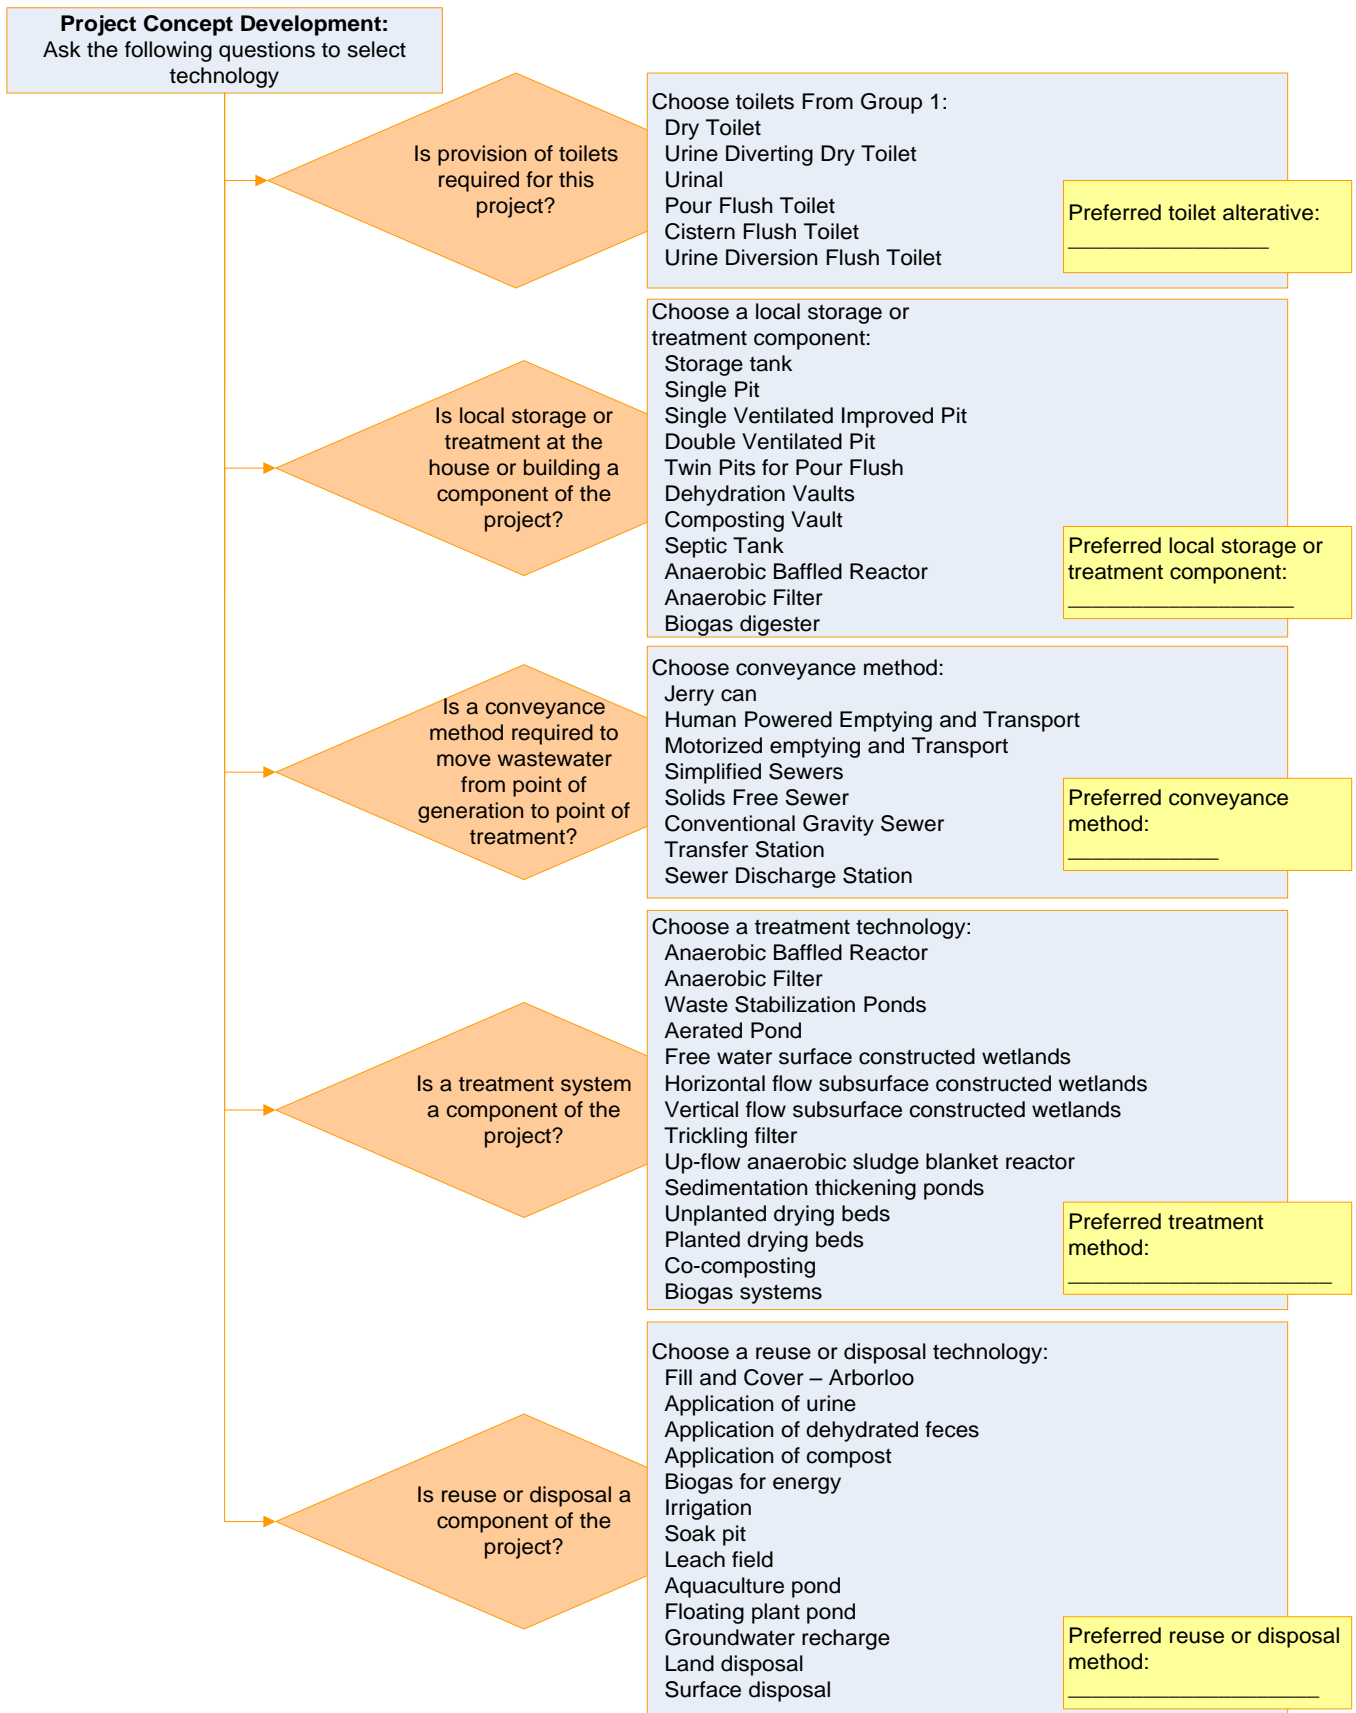 Project Concept Development:
Ask the following questions to select
technology
Is provision of toilets
required for this
project?
Choose toilets From Group 1:
Dry Toilet
Urine Diverting Dry Toilet
Urinal
Pour Flush Toilet
Cistern Flush Toilet
Urine Diversion Flush Toilet
Preferred toilet alterative:
________________
Is local storage or
treatment at the
house or building a
component of the
project?
Choose a local storage or
treatment component:
Storage tank
Single Pit
Single Ventilated Improved Pit
Double Ventilated Pit
Twin Pits for Pour Flush
Dehydration Vaults
Composting Vault
Septic Tank
Anaerobic Baffled Reactor
Anaerobic Filter
Biogas digester
Preferred local storage or
treatment component:
__________________
Is a conveyance
method required to
move wastewater
from point of
generation to point of
treatment?
Choose conveyance method:
Jerry can
Human Powered Emptying and Transport
Motorized emptying and Transport
Simplified Sewers
Solids Free Sewer
Conventional Gravity Sewer
Transfer Station
Sewer Discharge Station
Preferred conveyance
method:
____________
Is a treatment system
a component of the
project?
Choose a treatment technology:
Anaerobic Baffled Reactor
Anaerobic Filter
Waste Stabilization Ponds
Aerated Pond
Free water surface constructed wetlands
Horizontal flow subsurface constructed wetlands
Vertical flow subsurface constructed wetlands
Trickling filter
Up-flow anaerobic sludge blanket reactor
Sedimentation thickening ponds
Unplanted drying beds
Planted drying beds
Co-composting
Biogas systems
Preferred treatment
method:
_____________________
Is reuse or disposal a
component of the
project?
Choose a reuse or disposal technology:
Fill and Cover – Arborloo
Application of urine
Application of dehydrated feces
Application of compost
Biogas for energy
Irrigation
Soak pit
Leach field
Aquaculture pond
Floating plant pond
Groundwater recharge
Land disposal
Surface disposal
Preferred reuse or disposal
method:
____________________